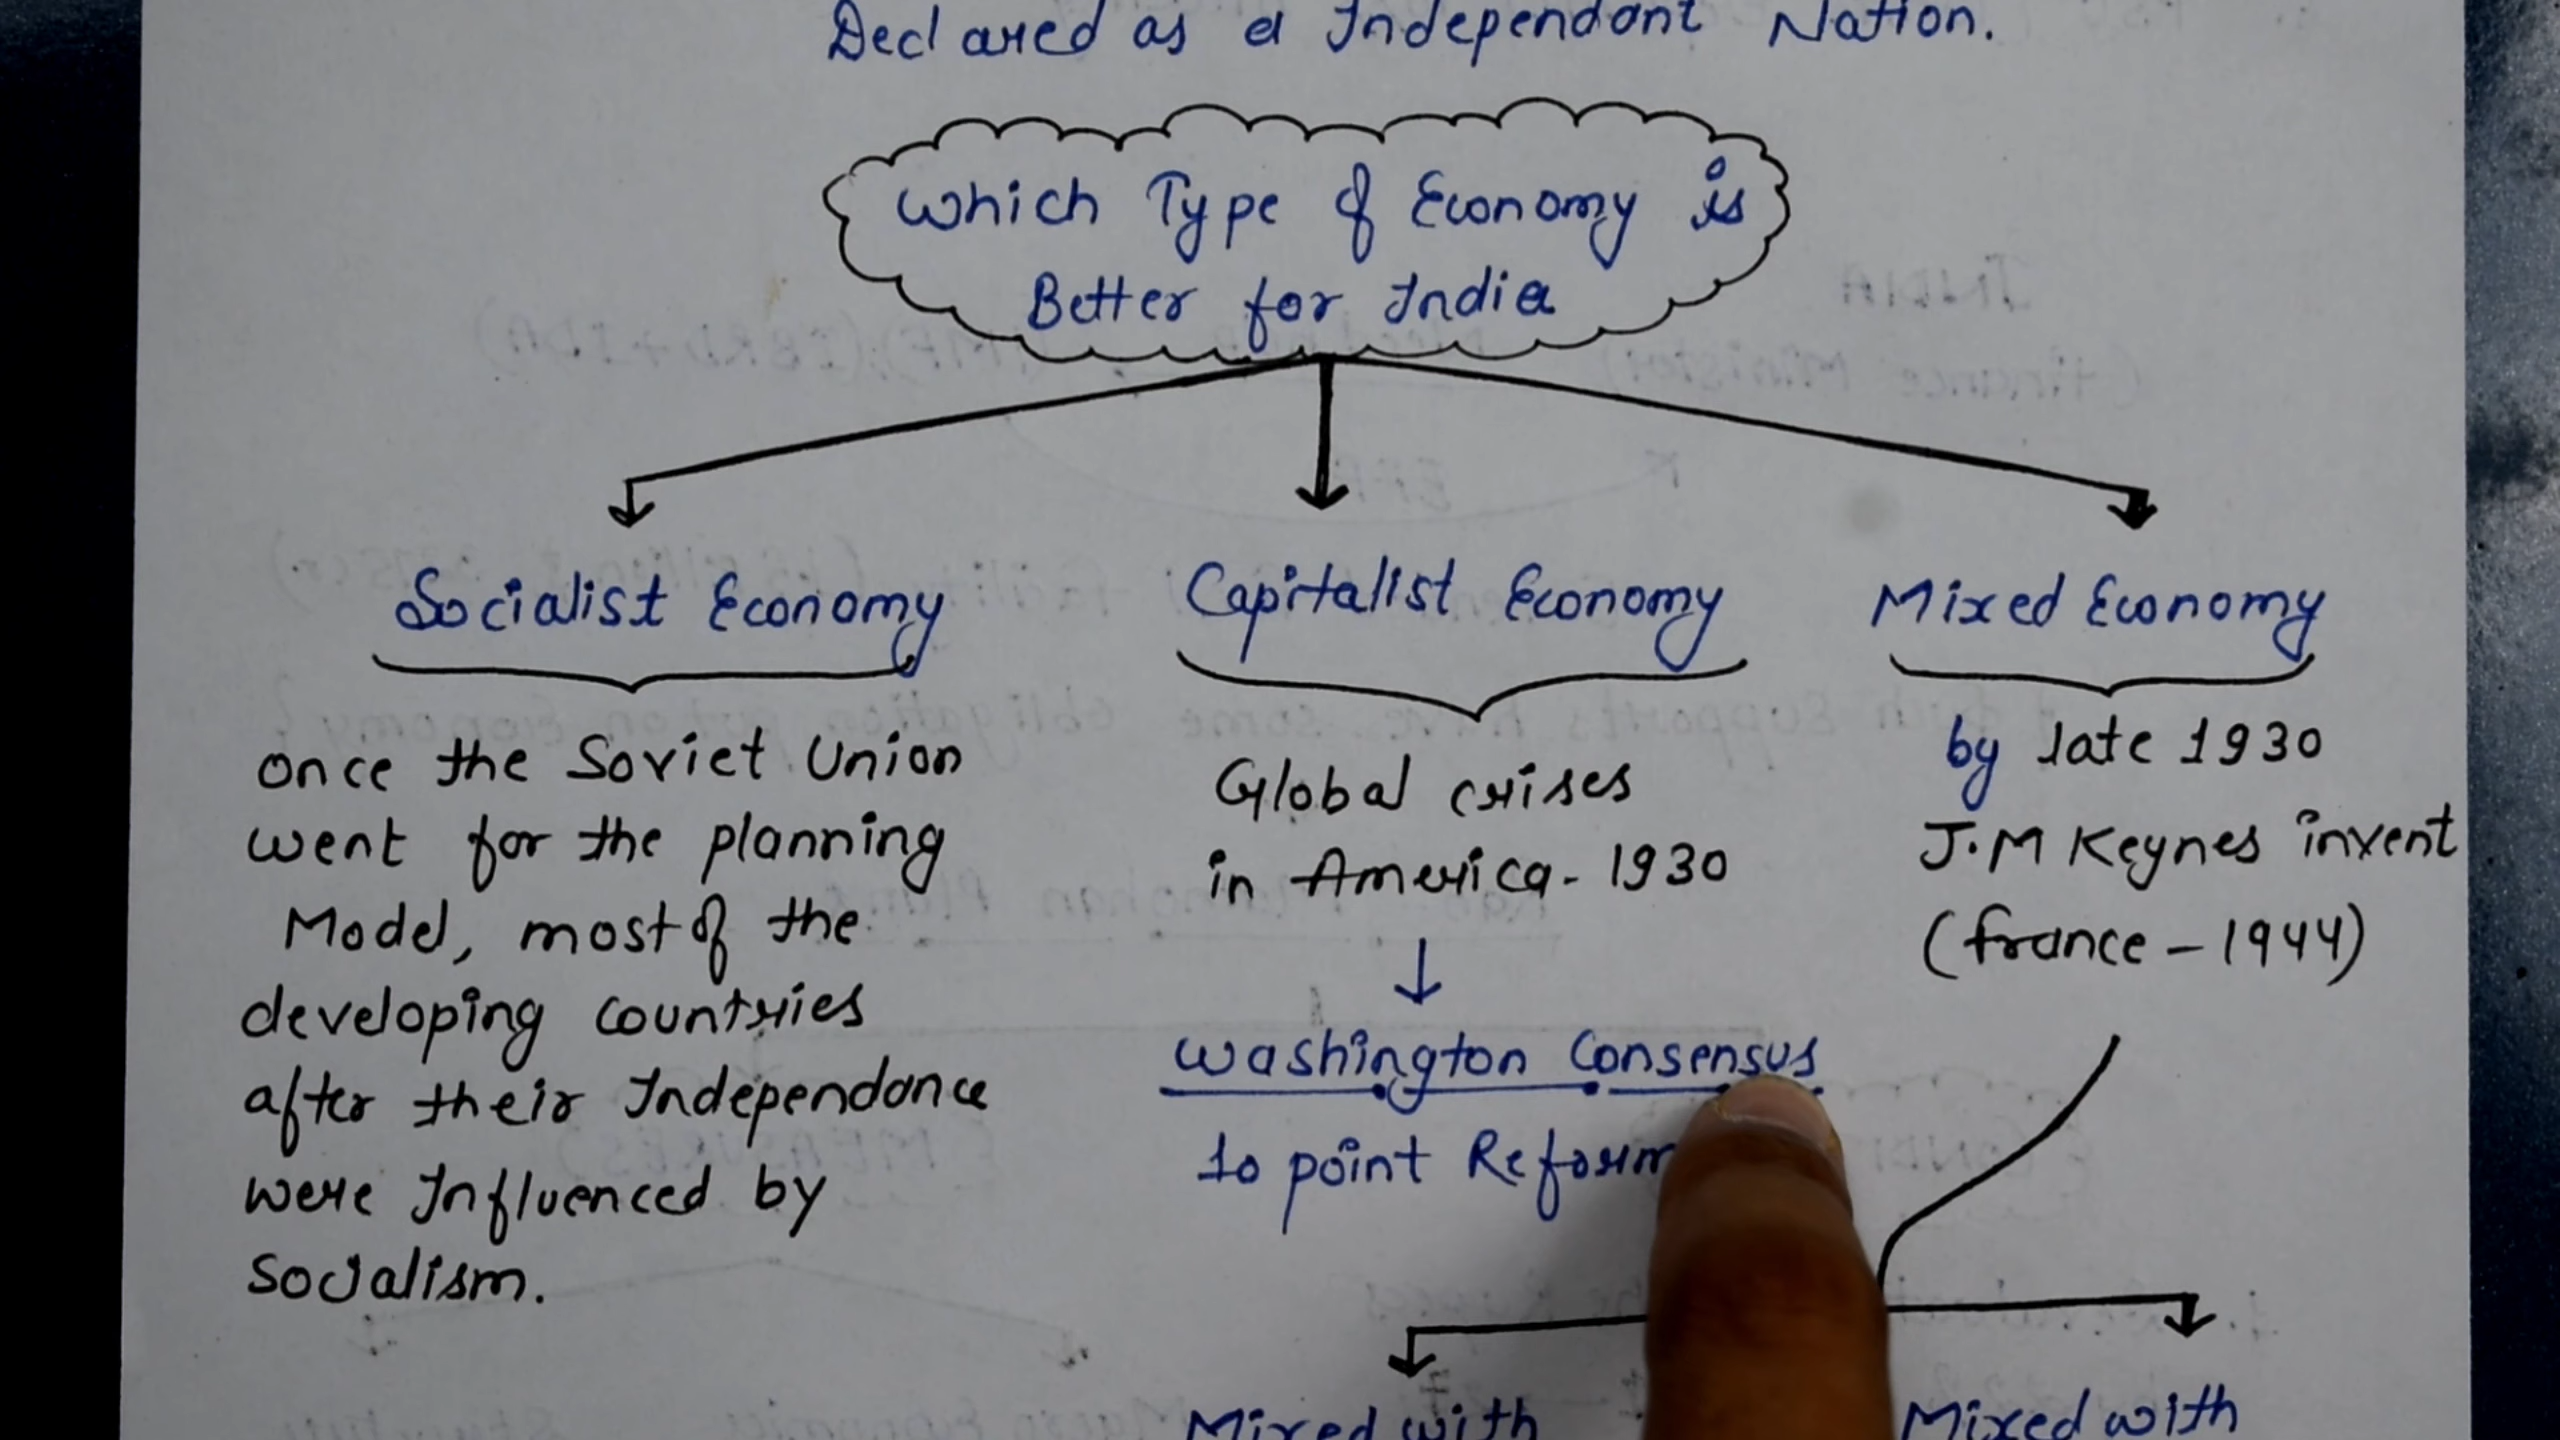 Declared as a Independant Nation.
Which Type of Economy is
Better for India
Socialist Economy
once the Soviet Union
went for the planning
Model, most of the
developing countries
after their Independance
were Influenced by
Socialism.
Capitalist Economy
Global crises
in America - 1930
Washington Consensus
10 point Reform
Mixed Economy
by late 1930
J.M Keynes invent
(france - 1944)
Mixed with
Mixed with